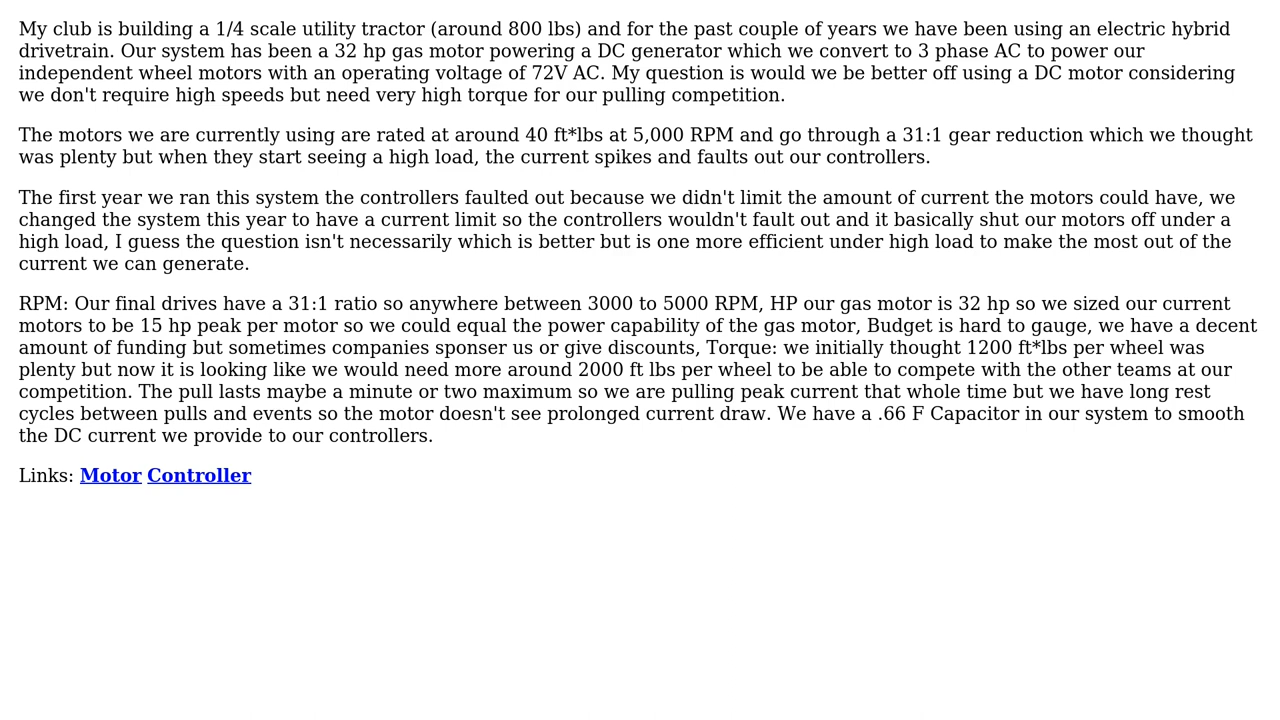 My club is building a 1/4 scale utility tractor (around 800 lbs) and for the past couple of years we have been using an electric hybrid
drivetrain. Our system has been a 32 hp gas motor powering a DC generator which we convert to 3 phase AC to power our
independent wheel motors with an operating voltage of 72V AC. My question is would we be better off using a DC motor considering
we don't require high speeds but need very high torque for our pulling competition.
The motors we are currently using are rated at around 40 ft*lbs at 5,000 RPM and go through a 31:1 gear reduction which we thought
was plenty but when they start seeing a high load, the current spikes and faults out our controllers.
The first year we ran this system the controllers faulted out because we didn't limit the amount of current the motors could have, we
changed the system this year to have a current limit so the controllers wouldn't fault out and it basically shut our motors off under a
high load, I guess the question isn't necessarily which is better but is one more efficient under high load to make the most out of the
current we can generate.
RPM: Our final drives have a 31:1 ratio so anywhere between 3000 to 5000 RPM, HP our gas motor is 32 hp so we sized our current
motors to be 15 hp peak per motor so we could equal the power capability of the gas motor, Budget is hard to gauge, we have a decent
amount of funding but sometimes companies sponser us or give discounts, Torque: we initially thought 1200 ft*lbs per wheel was
plenty but now it is looking like we would need more around 2000 ft lbs per wheel to be able to compete with the other teams at our
competition. The pull lasts maybe a minute or two maximum so we are pulling peak current that whole time but we have long rest
cycles between pulls and events so the motor doesn't see prolonged current draw. We have a .66 F Capacitor in our system to smooth
the DC current we provide to our controllers.
Links: Motor Controller